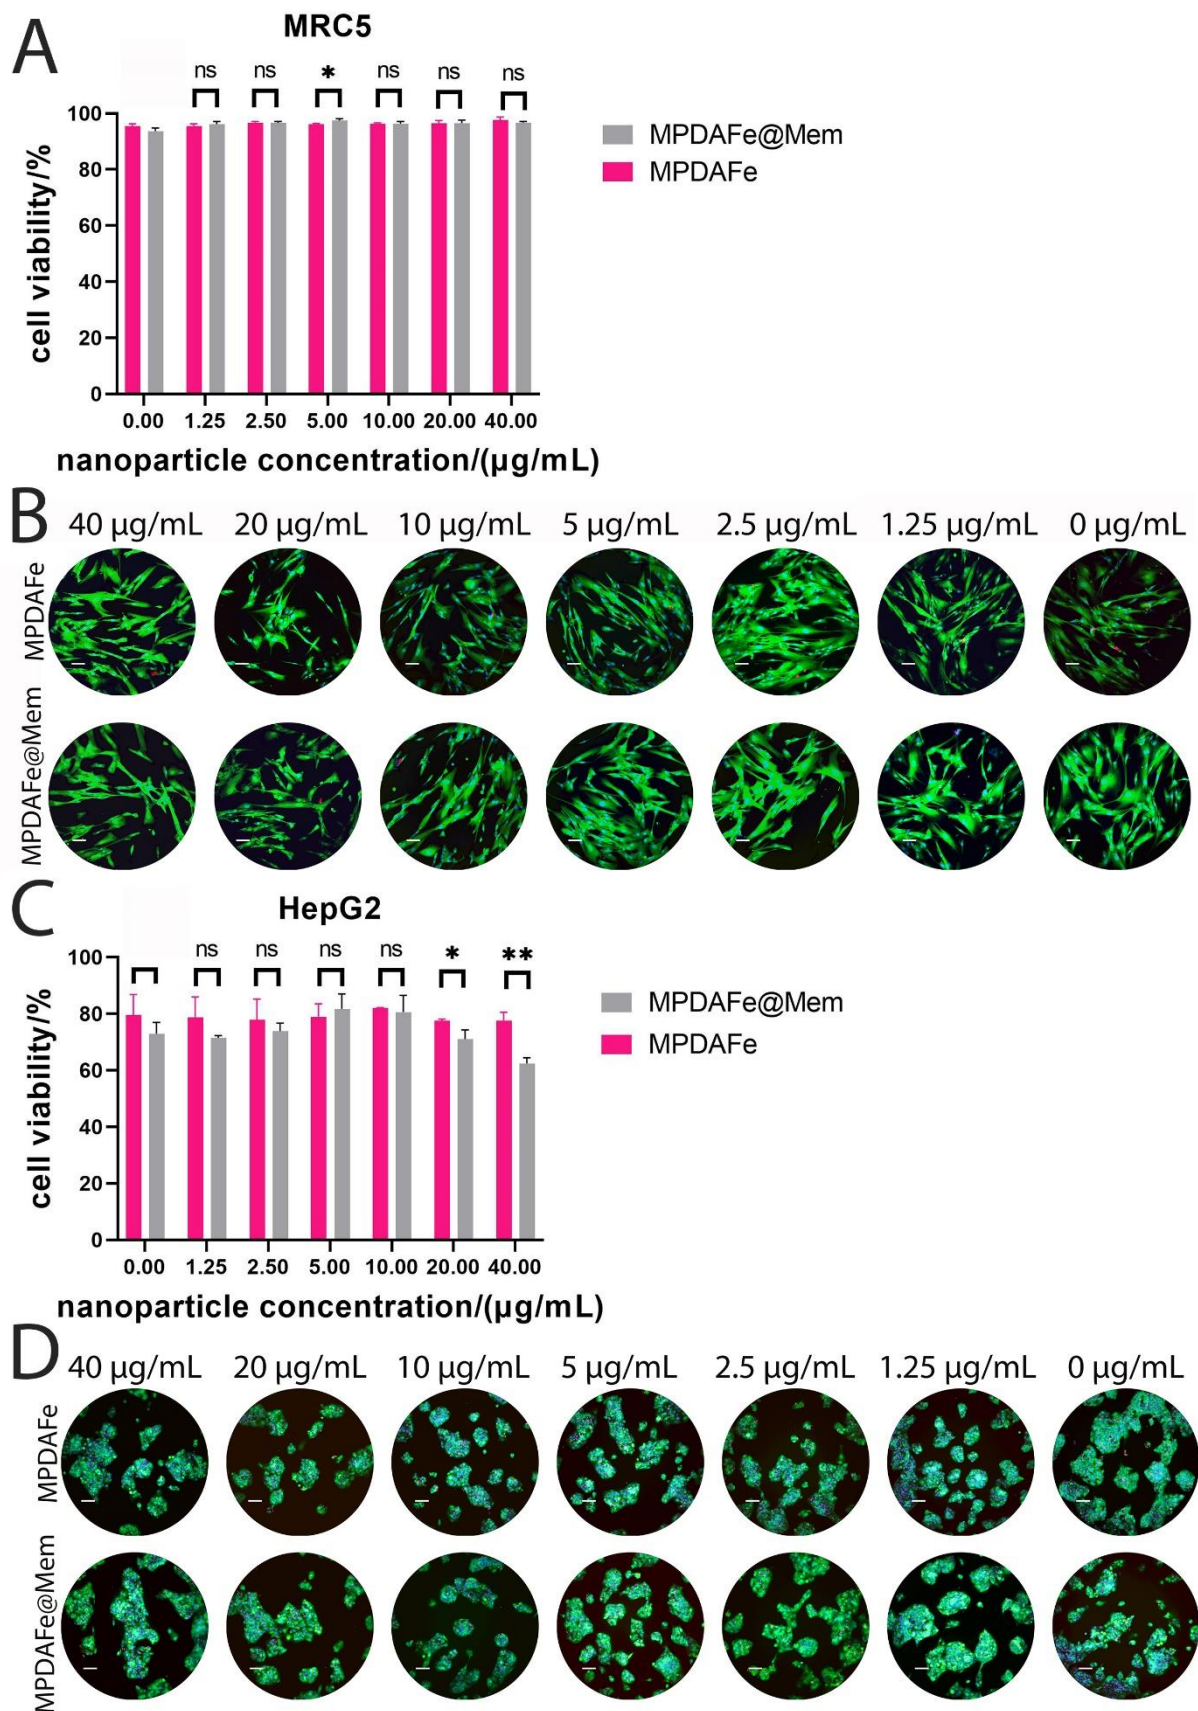 A
MRC5
ns ns * ns ns ns
100
80
60
40
20
0
cell viability/%
0.00 1.25 2.50 5.00 10.00 20.00 40.00
nanoparticle concentration/(μg/mL)
MPDAFe@Mem
MPDAFe
B
40 μg/mL 20 μg/mL 10 μg/mL 5 μg/mL 2.5 μg/mL 1.25 μg/mL 0 μg/mL
MPDAFe
MPDAFe@Mem
C
HepG2
ns ns ns ns * **
100
80
60
40
20
0
cell viability/%
0.00 1.25 2.50 5.00 10.00 20.00 40.00
nanoparticle concentration/(μg/mL)
MPDAFe@Mem
MPDAFe
D
40 μg/mL 20 μg/mL 10 μg/mL 5 μg/mL 2.5 μg/mL 1.25 μg/mL 0 μg/mL
MPDAFe
MPDAFe@Mem